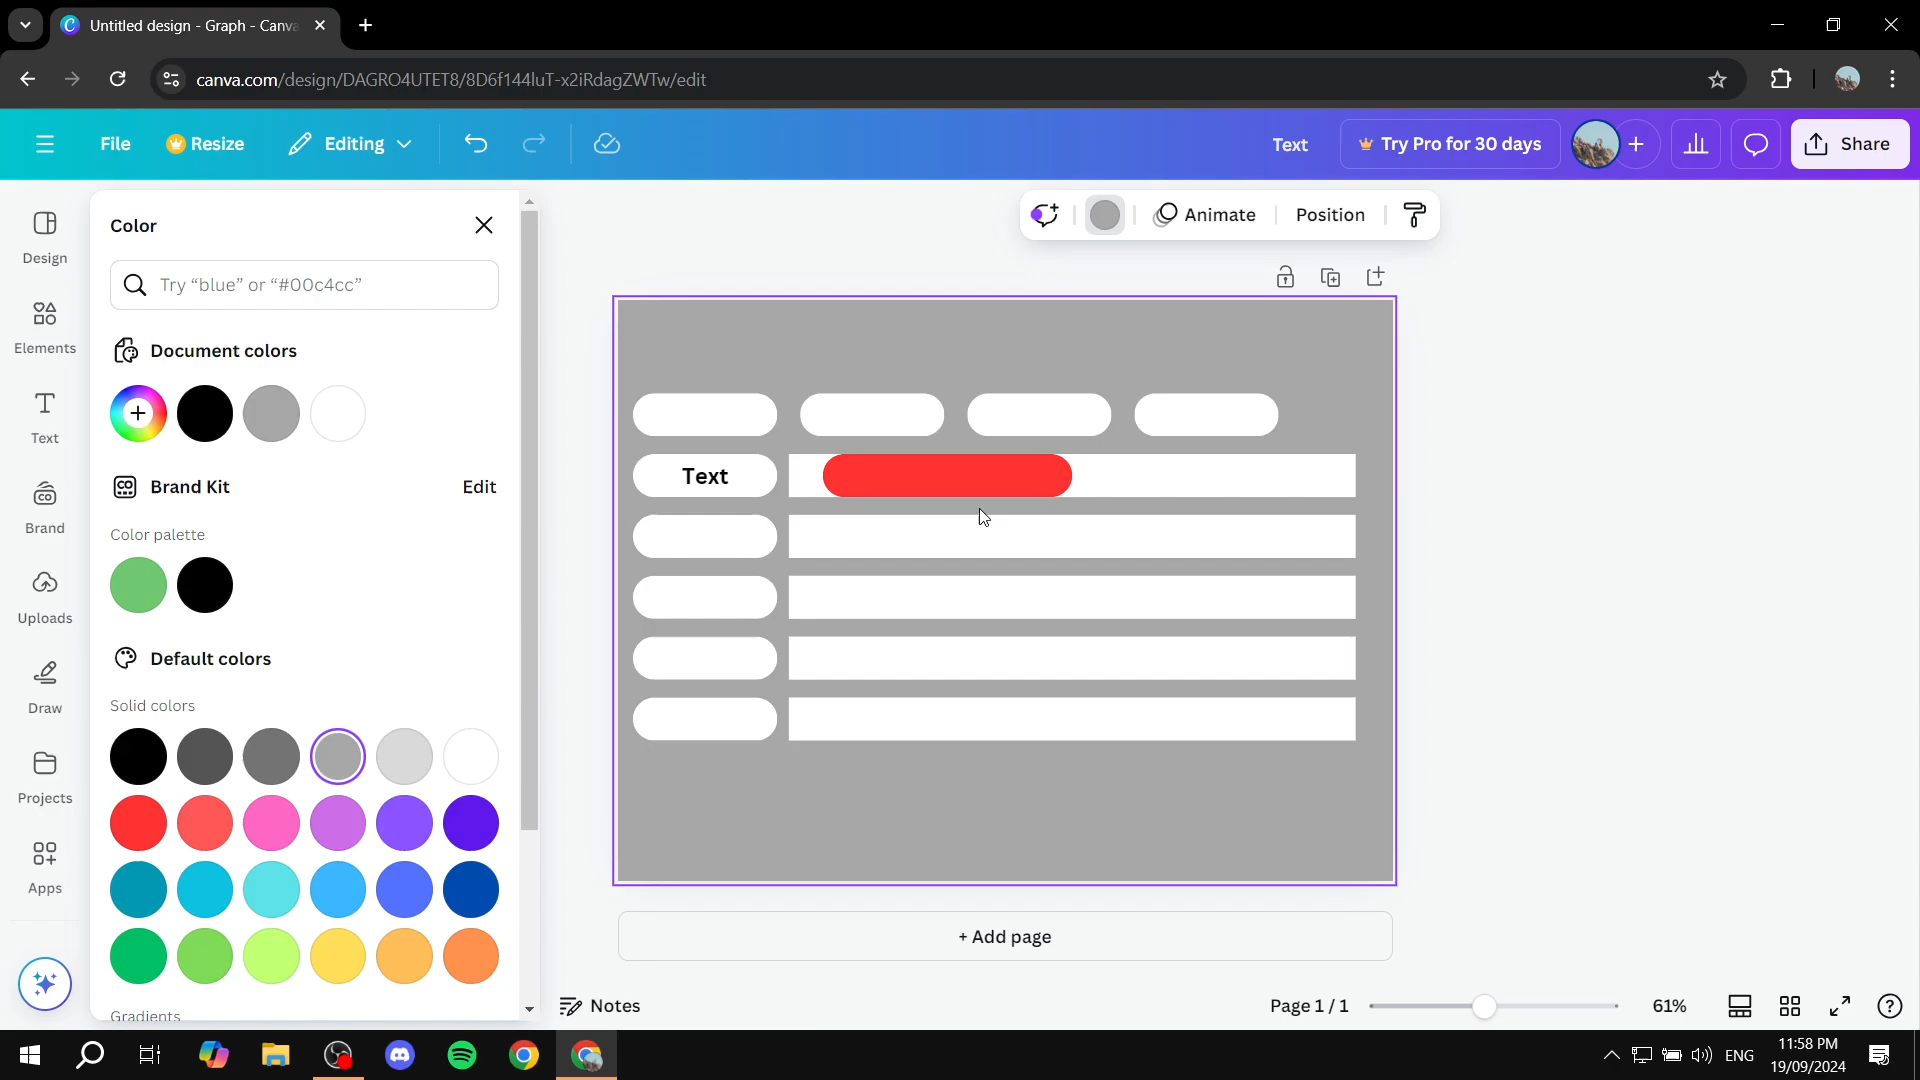 Untitled design - Graph - Canva
canva.com/design/DAGRO4UTET8/8D6f144luT-x2iRdagZWTw/edit
File
Resize
Editing
Text
Try Pro for 30 days
Share
Design
Elements
Text
Brand
Uploads
Draw
Projects
Apps
Color
Try “blue” or “#00c4cc”
Document colors
Brand Kit
Edit
Color palette
Default colors
Solid colors
Gradients
Animate
Position
Text
+ Add page
Notes
Page 1 / 1
61%
ENG
11:58 PM
19/09/2024